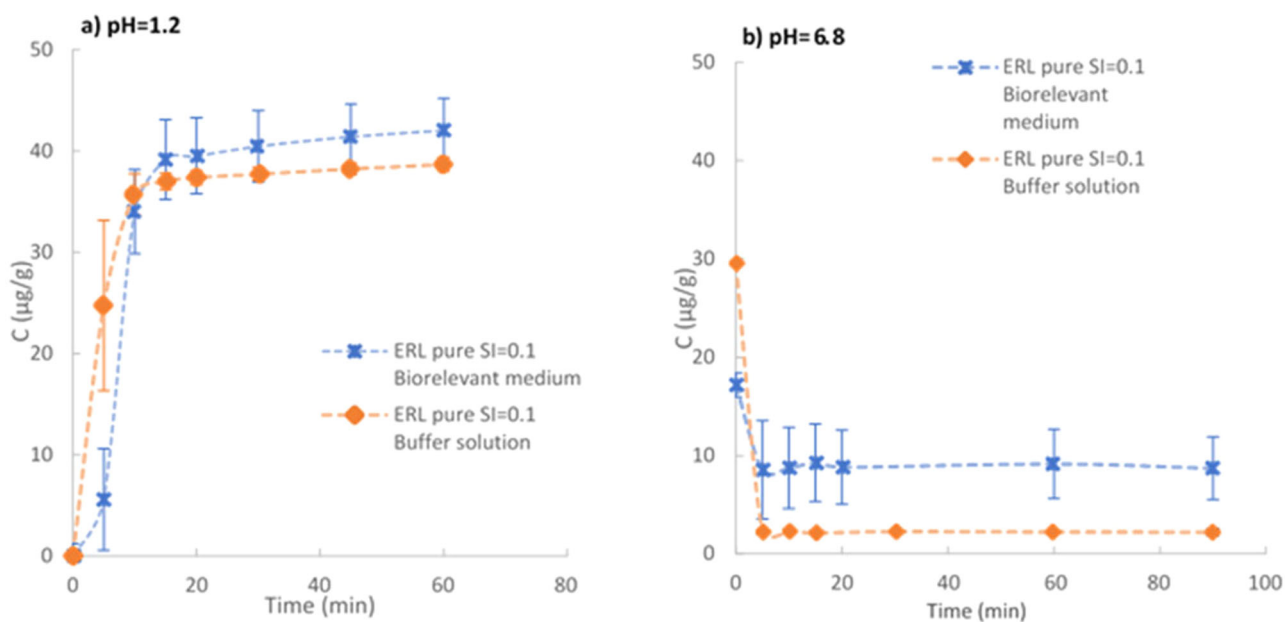 a) pH=1.2
50
40
30
20
10
0
C (µg/g)
0 20 40 60 80
Time (min)
ERL pure SI=0.1
Biorelevant medium
ERL pure SI=0.1
Buffer solution
b) pH=6.8
50
40
30
20
10
0
C (µg/g)
0 20 40 60 80 100
Time (min)
ERL pure SI=0.1
Biorelevant
medium
ERL pure SI=0.1
Buffer solution